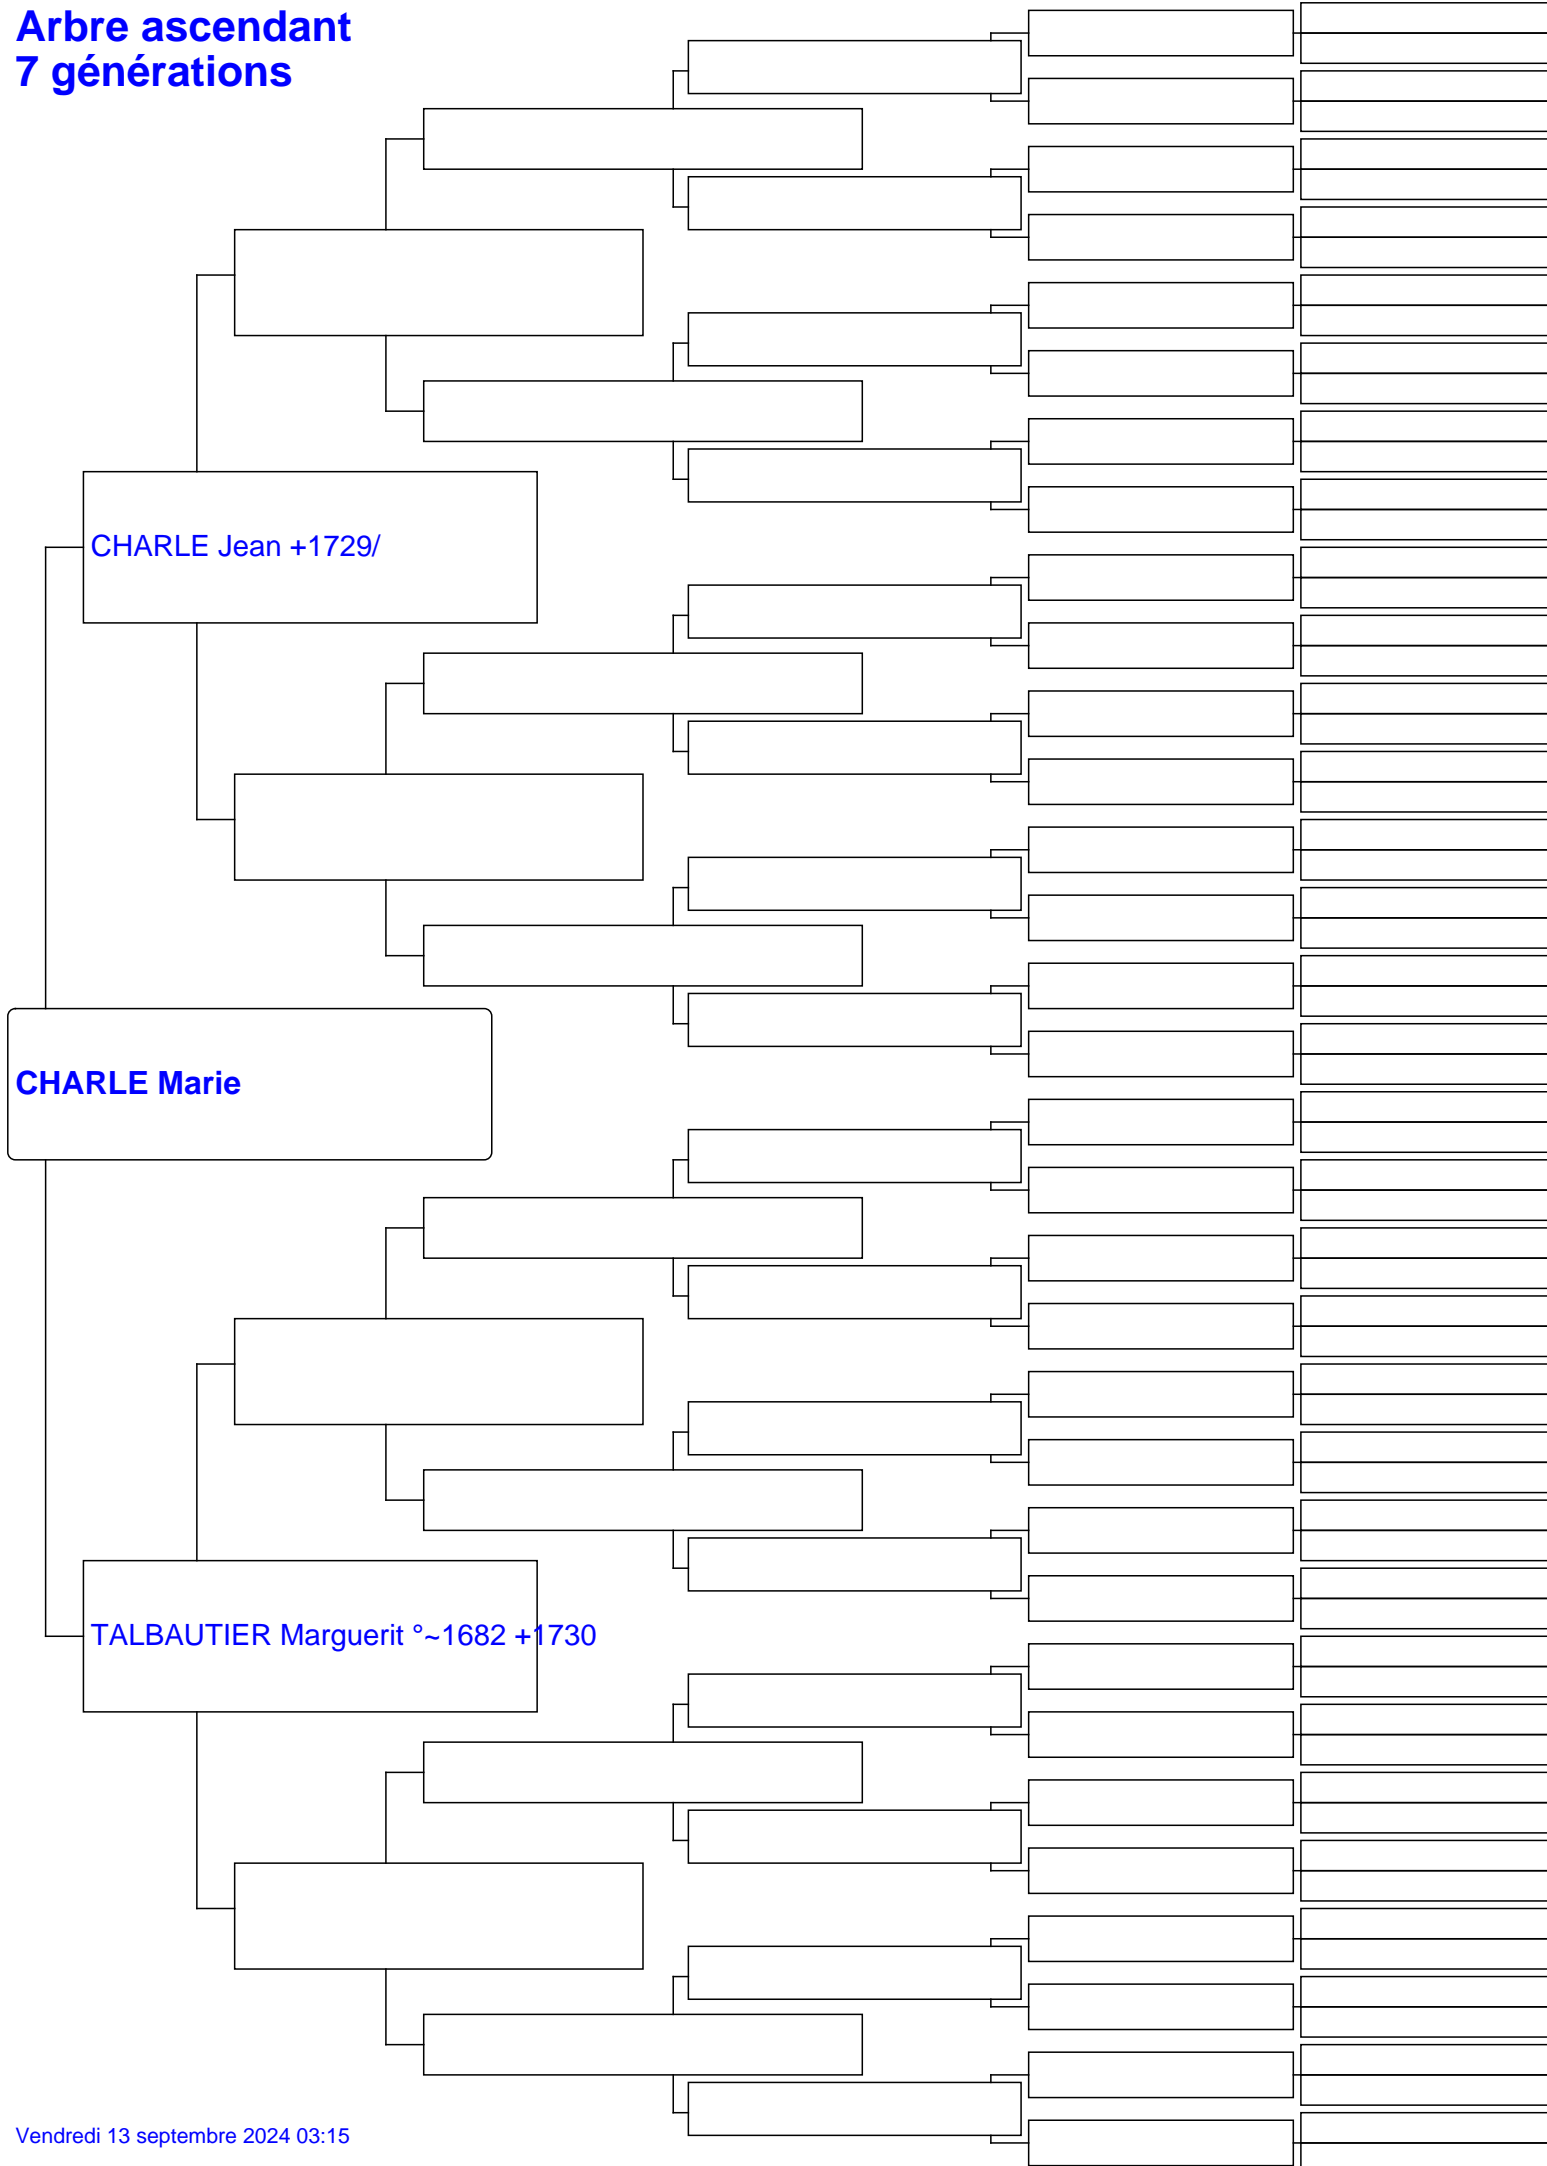 Arbre ascendant
7 générations
CHARLE Jean +1729/
CHARLE Marie
TALBAUTIER Marguerit °~1682 +1730
Vendredi 13 septembre 2024 03:15